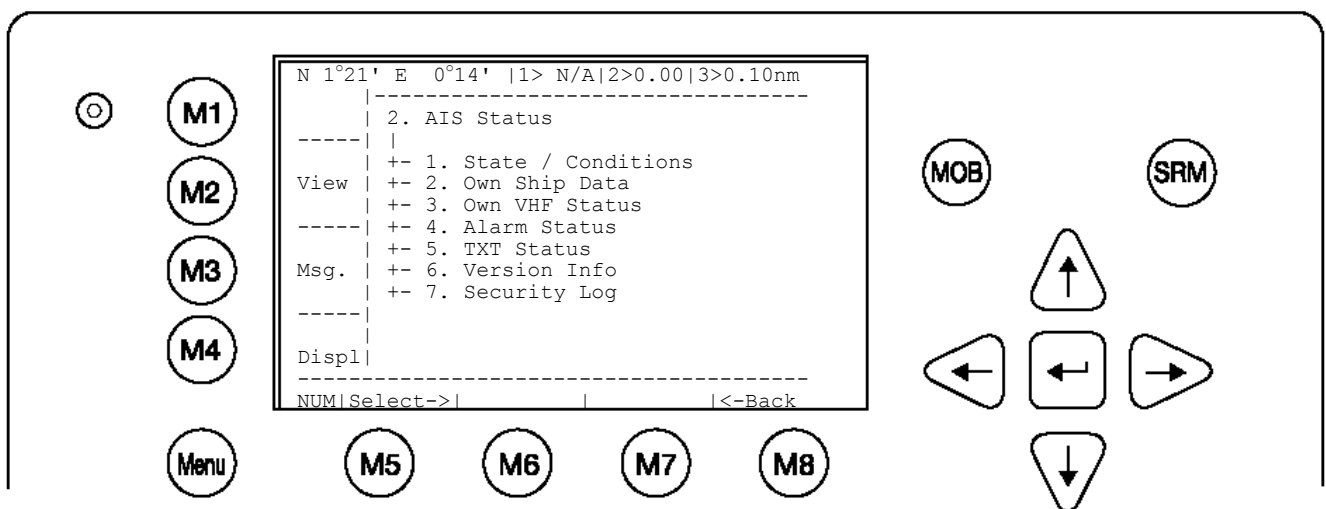 N 1°21' E  0°14' |1> N/A|2>0.00|3>0.10nm
     |----------------------------------
M1
     | 2. AIS Status
-----| |
     | +- 1. State / Conditions
M2
View | +- 2. Own Ship Data
MOB
SRM
     | +- 3. Own VHF Status
-----| +- 4. Alarm Status
     | +- 5. TXT Status
M3
Msg. | +- 6. Version Info
     | +- 7. Security Log
-----|
     |
M4
Displ|
----------------------------------------
NUM|Select->|         |         |<-Back
Menu
M5
M6
M7
M8